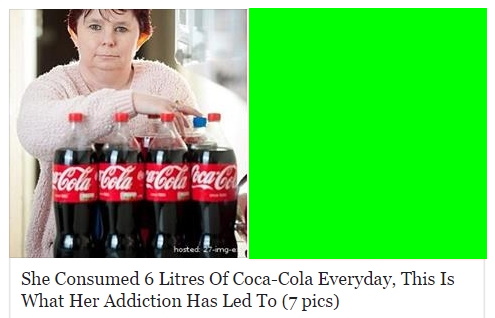 Coca-Cola Coca-Cola Coca-Cola Coca-Cola
hosted: 27-img-e
She Consumed 6 Litres Of Coca-Cola Everyday, This Is
What Her Addiction Has Led To (7 pics)